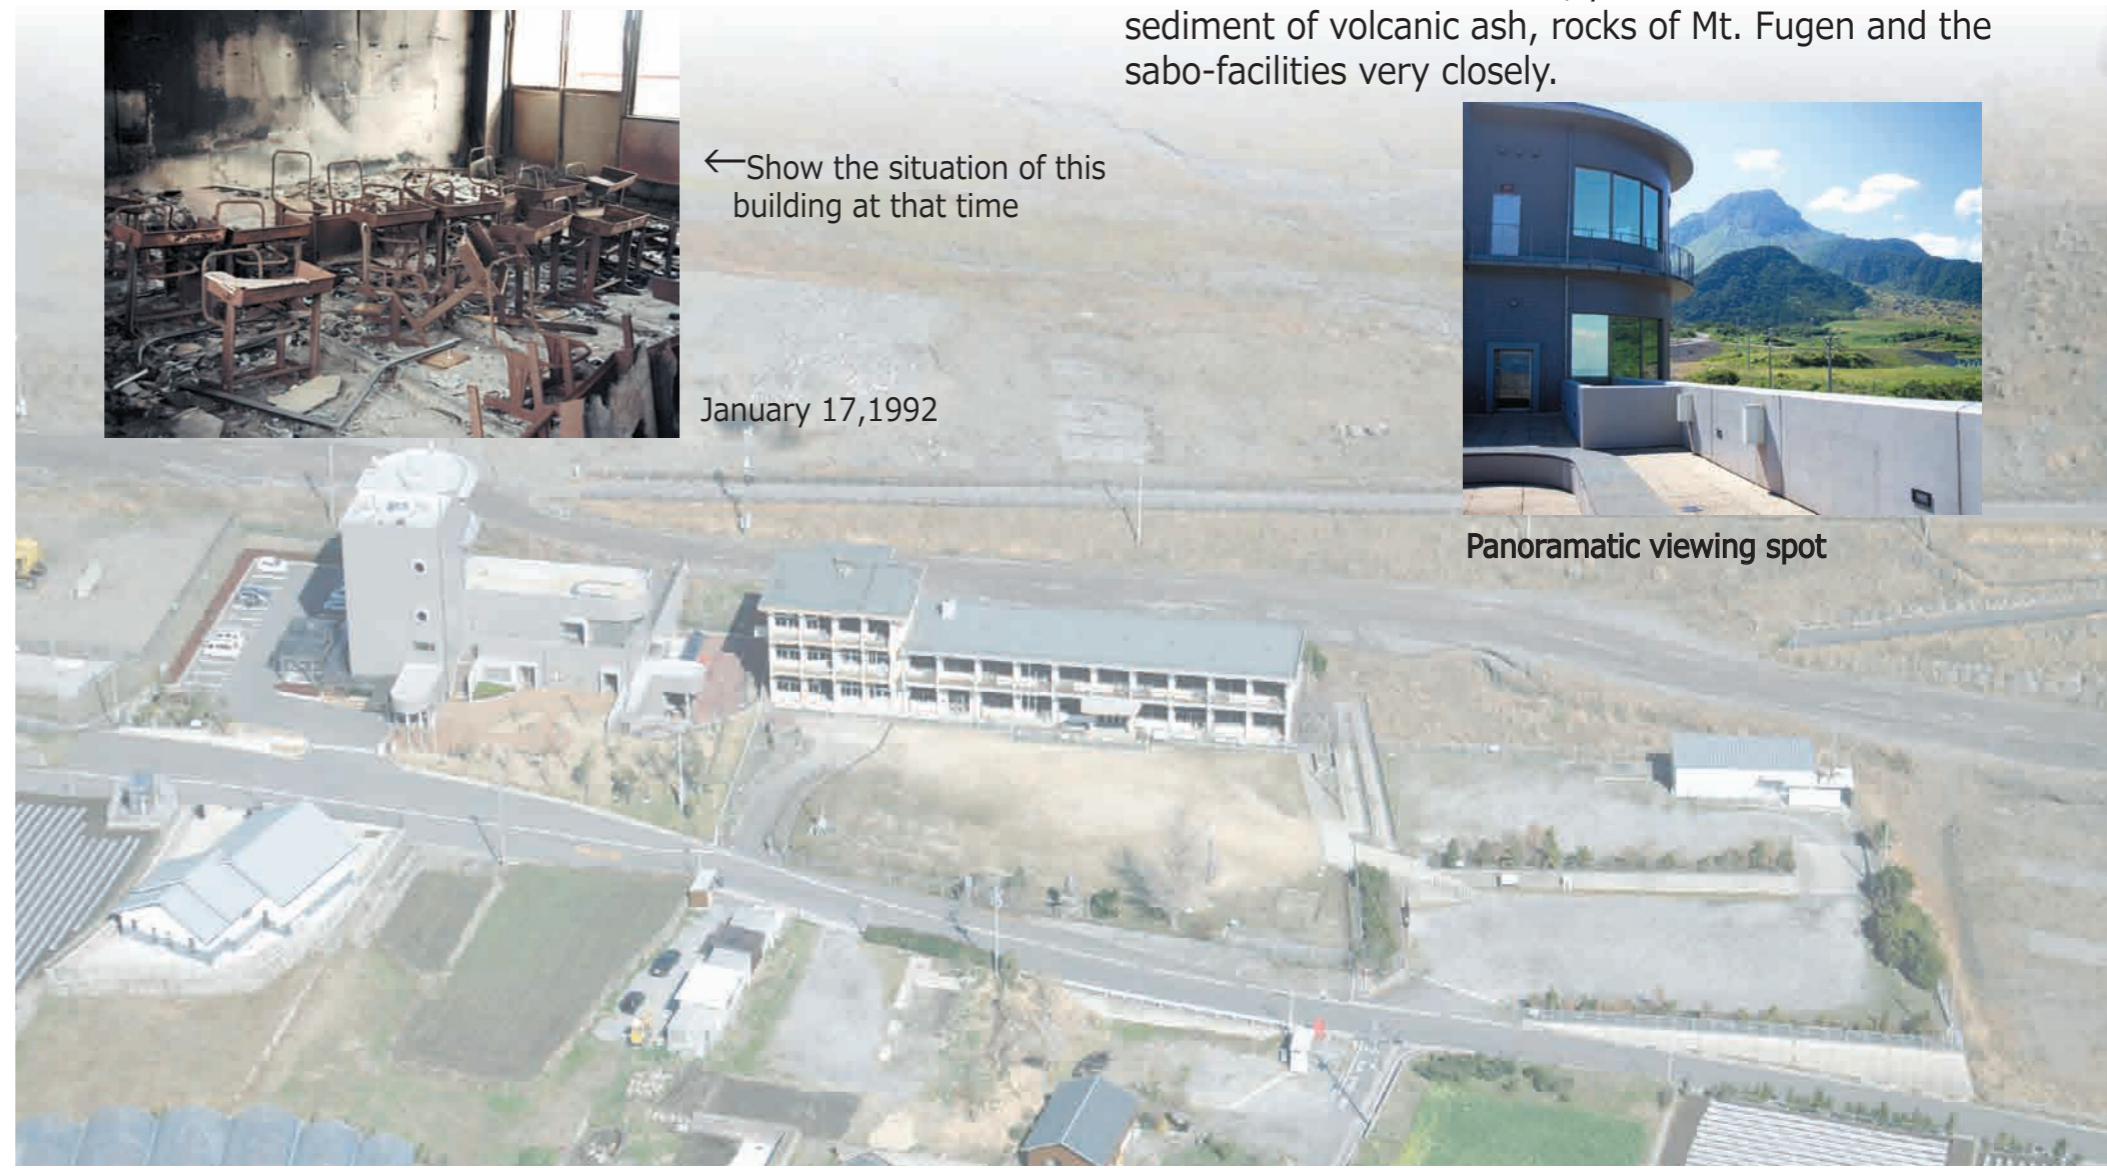 sediment of volcanic ash, rocks of Mt. Fugen and the
sabo-facilities very closely.
←Show the situation of this
building at that time
January 17,1992
Panoramatic viewing spot